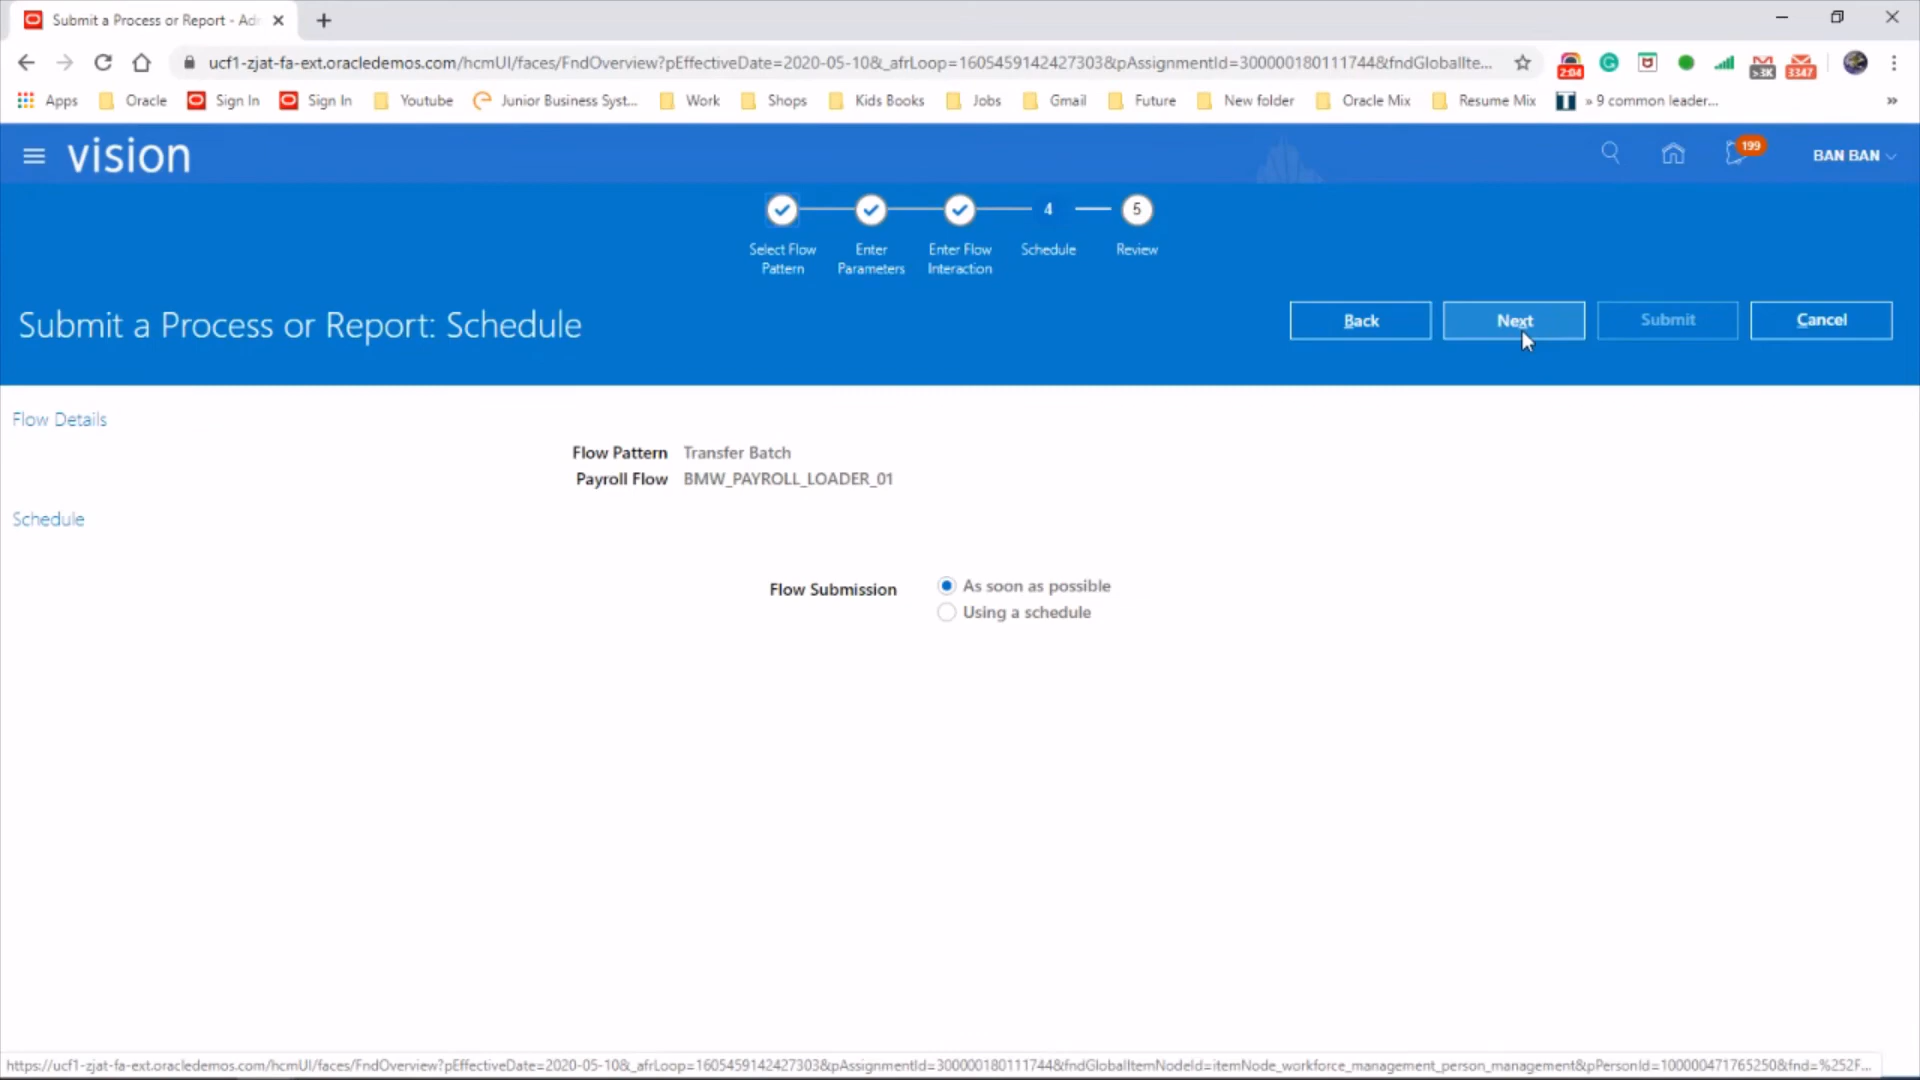 Submit a Process or Report - Adm
ucf1-zjat-fa-ext.oracledemos.com/hcmUI/faces/FndOverview?pEffectiveDate=2020-05-10&_afrLoop=1605459142427303&pAssignmentId=300000180111744&fndGlobalIte...
2:04
>3K
3347
Apps Oracle Sign In Sign In Youtube Junior Business Syst... Work Shops Kids Books Jobs Gmail Future New folder Oracle Mix Resume Mix » 9 common leader... »
vision
199
BAN BAN
4
5
Select Flow Pattern
Enter Parameters
Enter Flow Interaction
Schedule
Review
Submit a Process or Report: Schedule
Back Next Submit Cancel
Flow Details
Flow Pattern Transfer Batch
Payroll Flow BMW_PAYROLL_LOADER_01
Schedule
Flow Submission As soon as possible
Using a schedule
https://ucf1-zjat-fa-ext.oracledemos.com/hcmUI/faces/FndOverview?pEffectiveDate=2020-05-10&_afrLoop=1605459142427303&pAssignmentId=300000180111744&fndGlobalItemNodeId=itemNode_workforce_management_person_management&pPersonId=100000471765250&fnd=%252F...